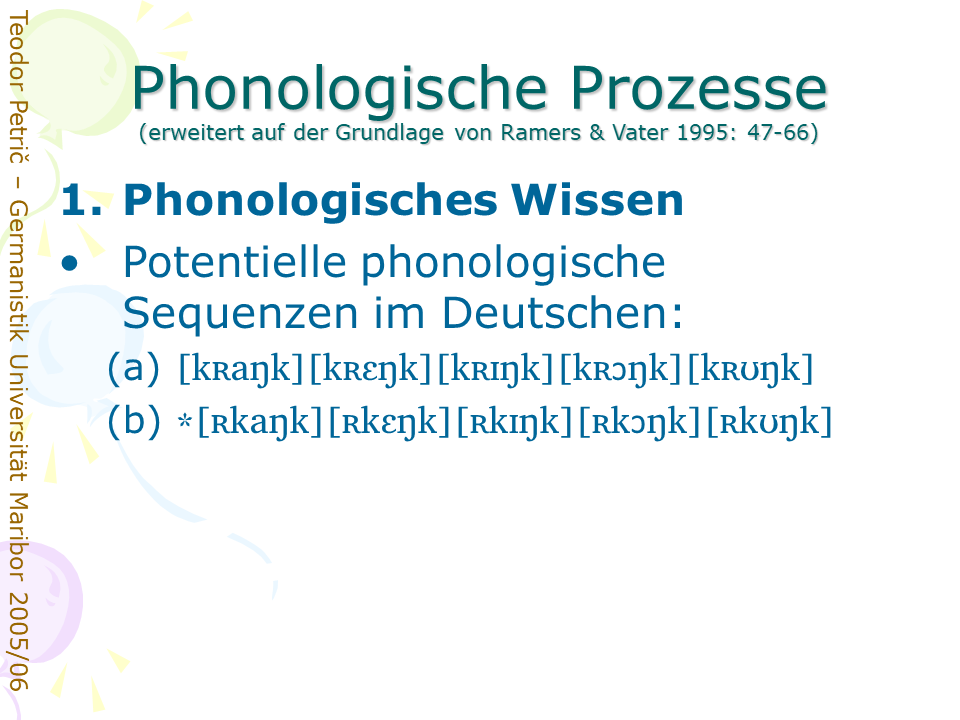 Phonologische Prozesse
(erweitert auf der Grundlage von Ramers & Vater 1995: 47-66)
1. Phonologisches Wissen
• Potentielle phonologische
Sequenzen im Deutschen:
(a) [kʀaŋk][kʀɛŋk][kʀɪŋk][kʀɔŋk][kʀʊŋk]
(b) *[ʀkaŋk][ʀkɛŋk][ʀkɪŋk][ʀkɔŋk][ʀkʊŋk]
Teodor Petrič – Germanistik Universität Maribor 2005/06